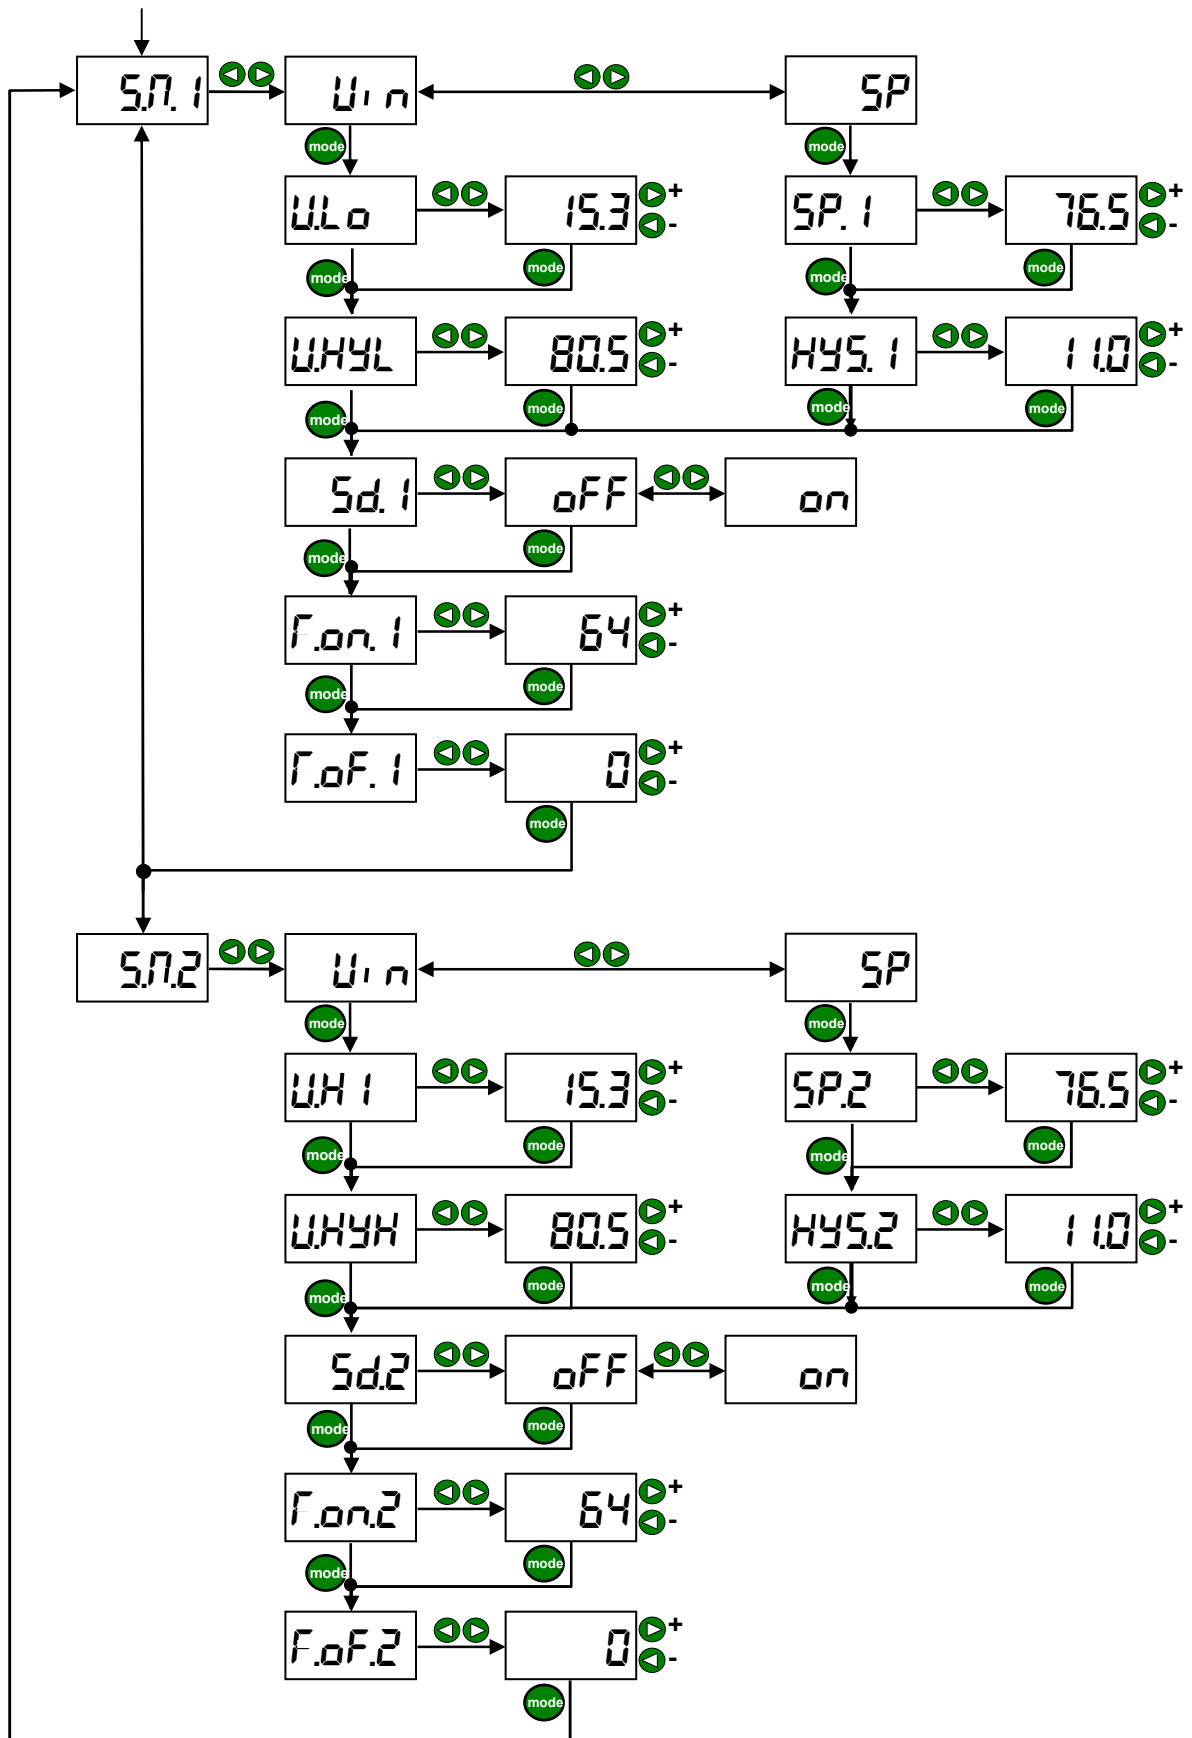 S.П.1 Uin SP
mode mode
U.Lo 15.3 + - SP.1 76.5 + -
mode mode mode mode
U.HYL 80.5 + - HYS.1 11.0 + -
mode mode mode mode
Sd.1 oFF on
mode mode
Г.on.1 64 + -
mode mode
Г.oF.1 0 + -
mode
S.П.2 Uin SP
mode mode
U.HI 15.3 + - SP.2 76.5 + -
mode mode mode mode
U.HYH 80.5 + - HYS.2 11.0 + -
mode mode mode mode
Sd.2 oFF on
mode mode
Г.on.2 64 + -
mode mode
F.oF.2 0 + -
mode